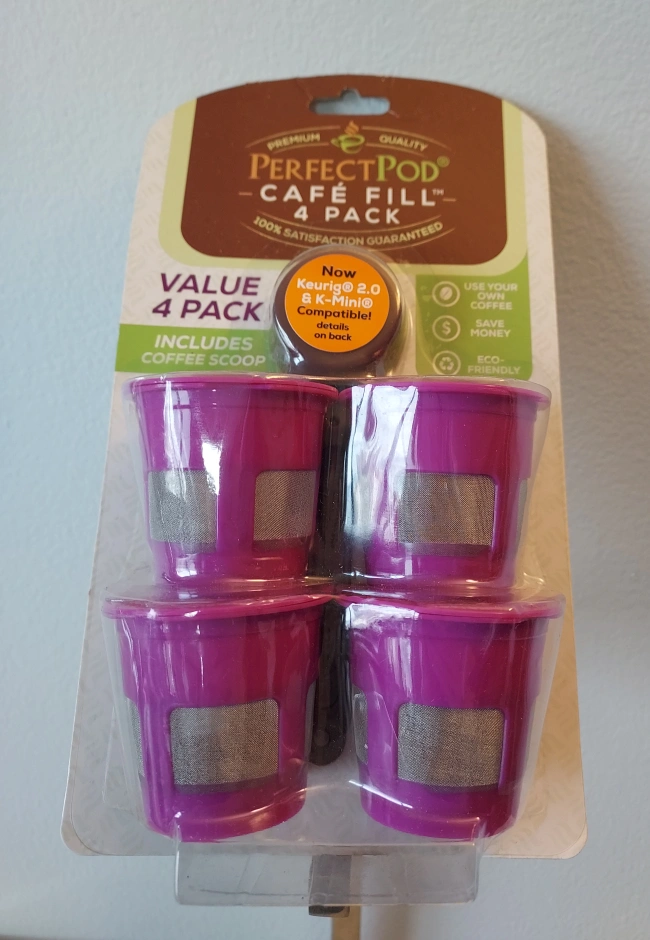 PREMIUM QUALITY
PERFECTPOD®
CAFÉ FILL™
4 PACK
100% SATISFACTION GUARANTEED
VALUE
4 PACK
INCLUDES
COFFEE SCOOP
Now
Keurig® 2.0
& K-Mini®
Compatible!
details
on back
USE YOUR
OWN
COFFEE
$
SAVE
MONEY
ECO-
FRIENDLY